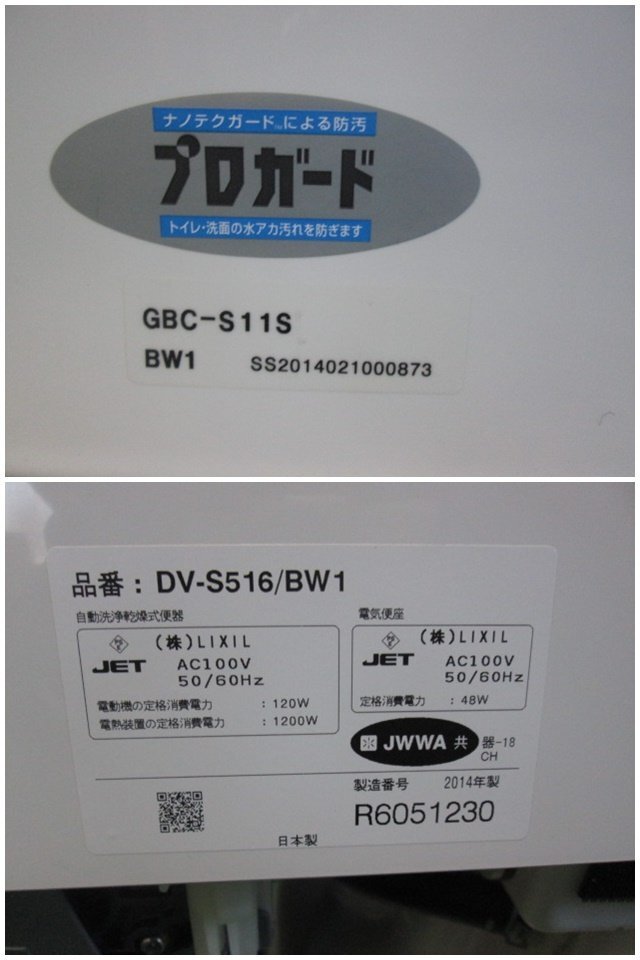 ナノテクガード™による防汚
プロガード
トイレ・洗面の水アカ汚れを防ぎます
GBC-S11S
BW1 SS2014021000873
品番: DV-S516/BW1
自動洗浄乾燥式便器
(株)LIXIL
JET AC100V
50/60Hz
電動機の定格消費電力 : 120W
電熱装置の定格消費電力 : 1200W
電気便座
(株)LIXIL
JET AC100V
50/60Hz
定格消費電力 : 48W
JWWA 共 器-18
CH
製造番号 2014年製
R6051230
日本製